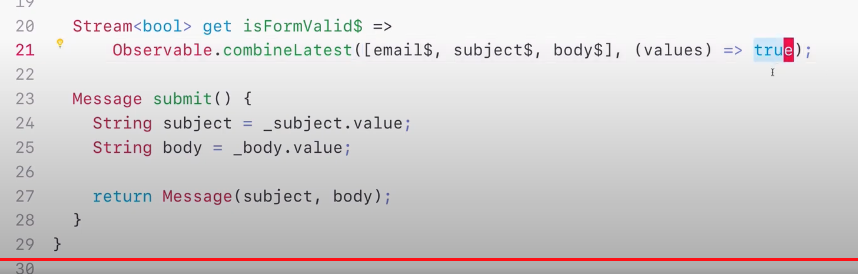 19
20 Stream<bool> get isFormValid$ =>
21 Observable.combineLatest([email$, subject$, body$], (values) => true);
22
23 Message submit() {
24 String subject = _subject.value;
25 String body = _body.value;
26
27 return Message(subject, body);
28 }
29 }
30